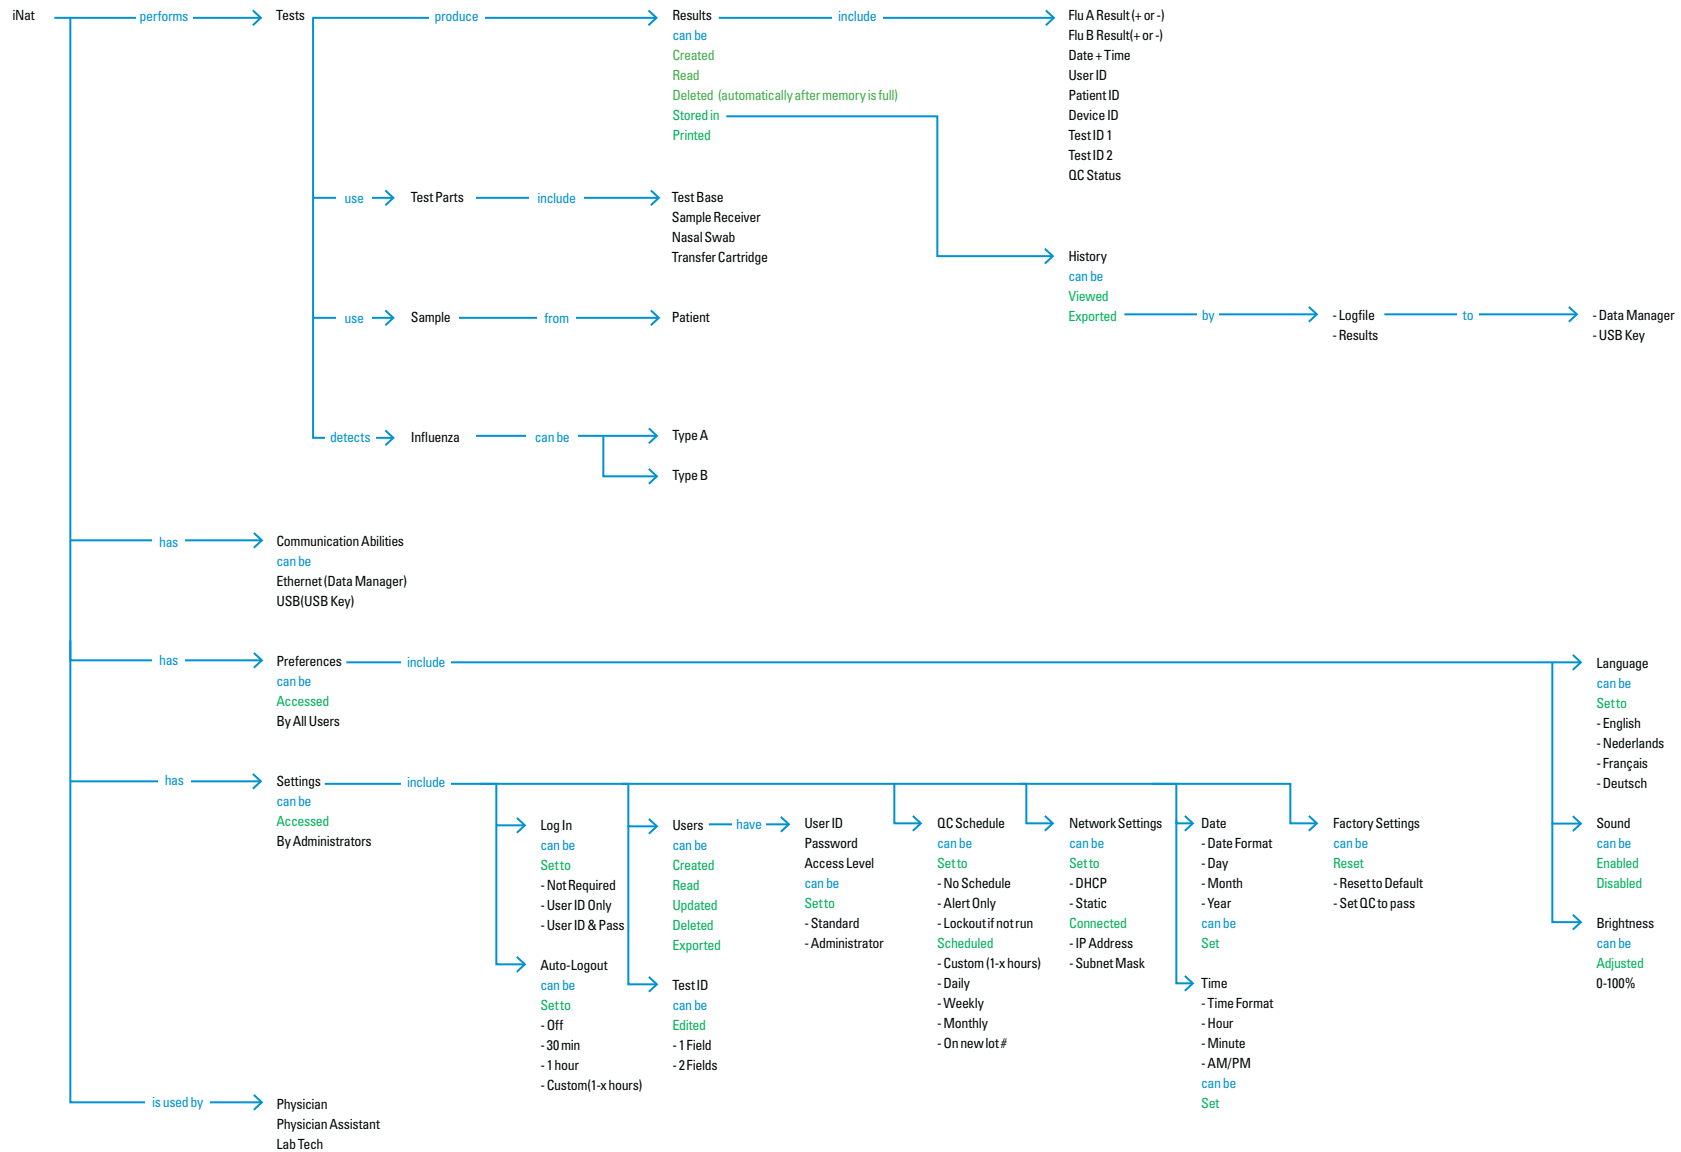 iNat
performs
Tests
produce
Results
can be
Created
Read
Deleted (automatically after memory is full)
Stored in
Printed
include
Flu A Result (+ or -)
Flu B Result (+ or -)
Date + Time
User ID
Patient ID
Device ID
Test ID 1
Test ID 2
QC Status
use
Test Parts
include
Test Base
Sample Receiver
Nasal Swab
Transfer Cartridge
History
can be
Viewed
Exported
by
- Logfile
- Results
to
- Data Manager
- USB Key
use
Sample
from
Patient
detects
Influenza
can be
Type A
Type B
has
Communication Abilities
can be
Ethernet (Data Manager)
USB(USB Key)
has
Preferences
can be
Accessed
By All Users
include
Language
can be
Set to
- English
- Nederlands
- Français
- Deutsch
Sound
can be
Enabled
Disabled
Brightness
can be
Adjusted
0-100%
has
Settings
can be
Accessed
By Administrators
include
Log In
can be
Set to
- Not Required
- User ID Only
- User ID & Pass
Auto-Logout
can be
Set to
- Off
- 30 min
- 1 hour
- Custom(1-x hours)
Users
can be
Created
Read
Updated
Deleted
Exported
have
User ID
Password
Access Level
can be
Set to
- Standard
- Administrator
Test ID
can be
Edited
- 1 Field
- 2 Fields
QC Schedule
can be
Set to
- No Schedule
- Alert Only
- Lockout if not run
Scheduled
- Custom (1-x hours)
- Daily
- Weekly
- Monthly
- On new lot #
Network Settings
can be
Set to
- DHCP
- Static
Connected
- IP Address
- Subnet Mask
Date
- Date Format
- Day
- Month
- Year
can be
Set
Time
- Time Format
- Hour
- Minute
- AM/PM
can be
Set
Factory Settings
can be
Reset
- Reset to Default
- Set QC to pass
is used by
Physician
Physician Assistant
Lab Tech